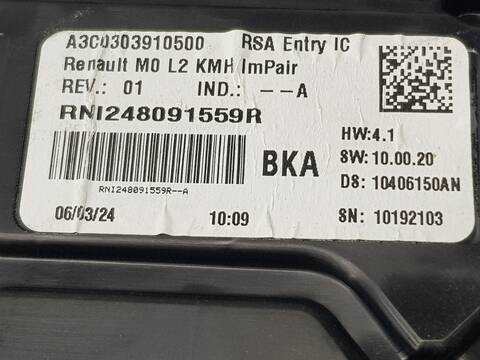 A3C0303910500 RSA Entry IC
Renault M0 L2 KMH ImPair
REV.: 01 IND.: --A
RNI248091559R
HW:4.1
BKA SW: 10.00.20
DS: 10406150AN
RNI248091559R--A
06/03/24 10:09 SN: 10192103